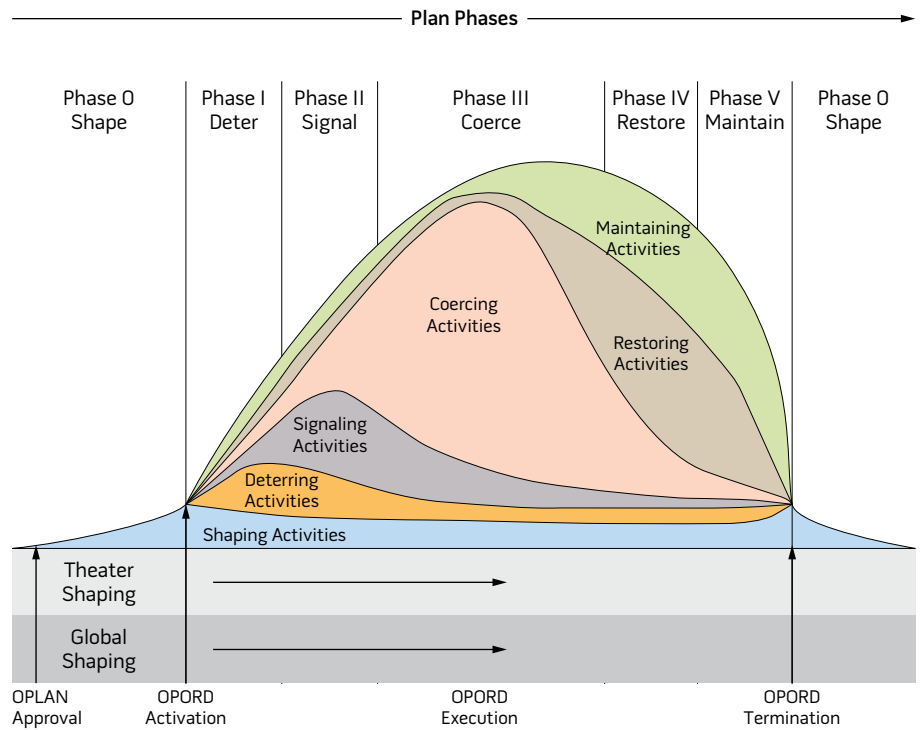 Plan Phases
Phase 0
Shape
Phase I
Deter
Phase II
Signal
Phase III
Coerce
Phase IV
Restore
Phase V
Maintain
Phase 0
Shape
Maintaining
Activities
Coercing
Activities
Restoring
Activities
Signaling
Activities
Deterring
Activities
Shaping Activities
Theater
Shaping
Global
Shaping
OPLAN
Approval
OPORD
Activation
OPORD
Execution
OPORD
Termination